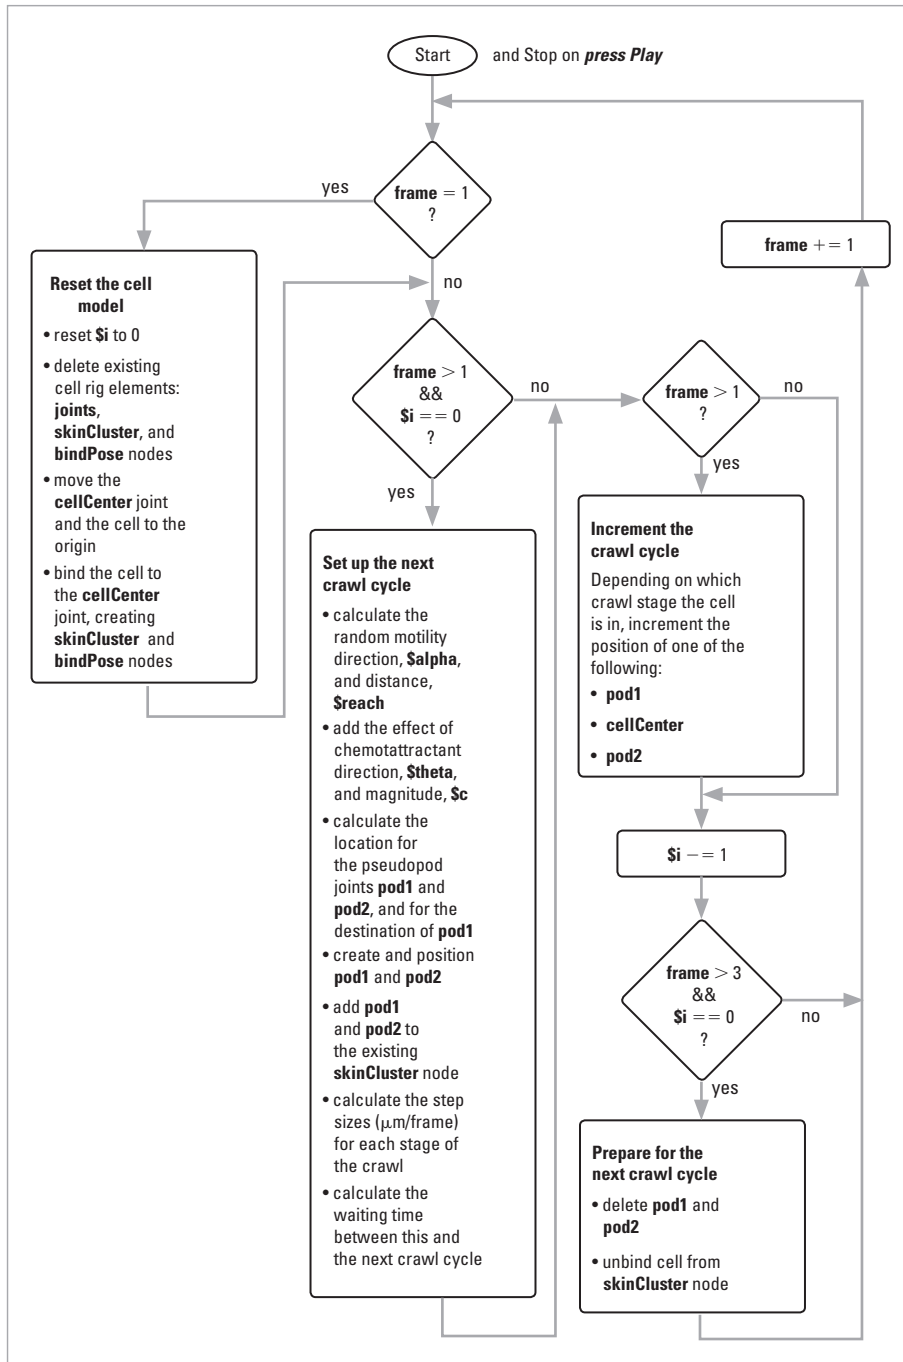 Start
and Stop on press Play
frame = 1
?
yes
no
frame += 1
Reset the cell
model
• reset $i to 0
• delete existing
cell rig elements:
joints,
skinCluster, and
bindPose nodes
• move the
cellCenter joint
and the cell to the
origin
• bind the cell to
the cellCenter
joint, creating
skinCluster and
bindPose nodes
frame > 1
&&
$i == 0
?
no
yes
frame > 1
?
no
yes
Set up the next
crawl cycle
• calculate the
random motility
direction, $alpha,
and distance,
$reach
• add the effect of
chemotattractant
direction, $theta,
and magnitude, $c
• calculate the
location for
the pseudopod
joints pod1 and
pod2, and for the
destination of pod1
• create and position
pod1 and pod2
• add pod1
and pod2 to
the existing
skinCluster node
• calculate the step
sizes (μm/frame)
for each stage of
the crawl
• calculate the
waiting time
between this and
the next crawl cycle
Increment the
crawl cycle
Depending on which
crawl stage the cell
is in, increment the
position of one of the
following:
• pod1
• cellCenter
• pod2
$i −= 1
frame > 3
&&
$i == 0
?
no
yes
Prepare for the
next crawl cycle
• delete pod1 and
pod2
• unbind cell from
skinCluster node